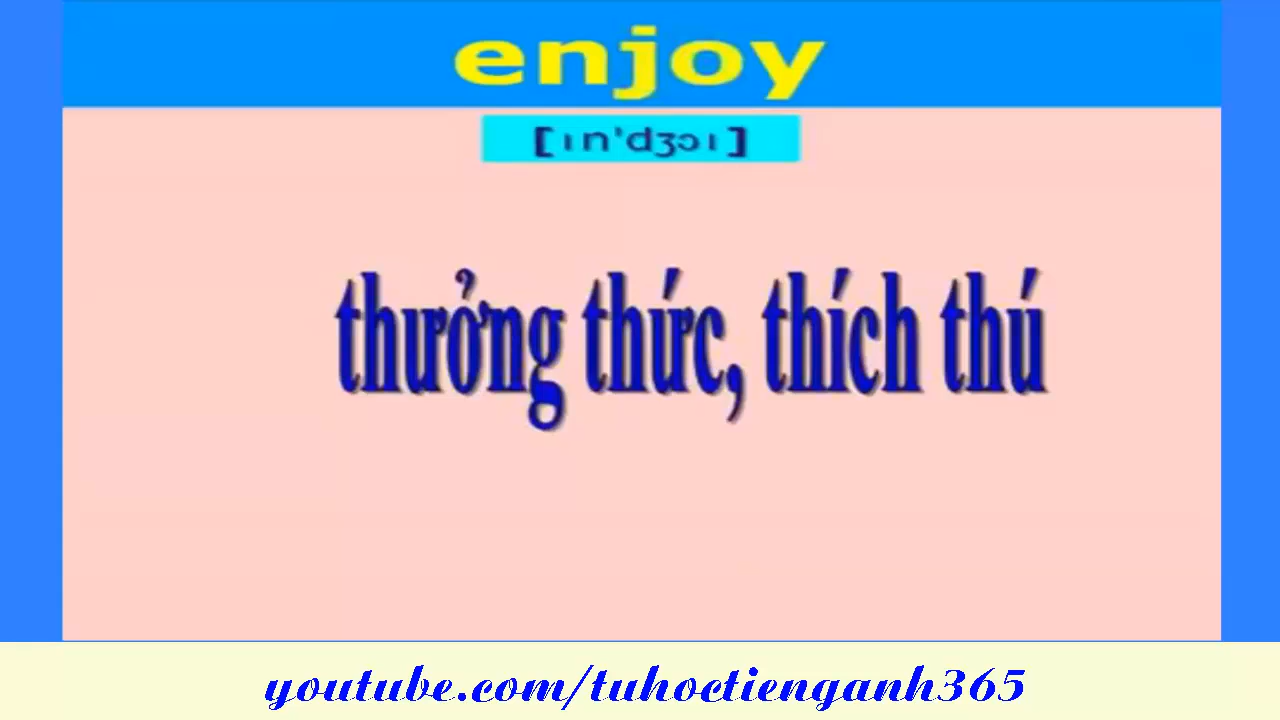 enjoy
[ɪn'dʒɔɪ]
thưởng thức, thích thú
youtube.com/tuhoctienganh365